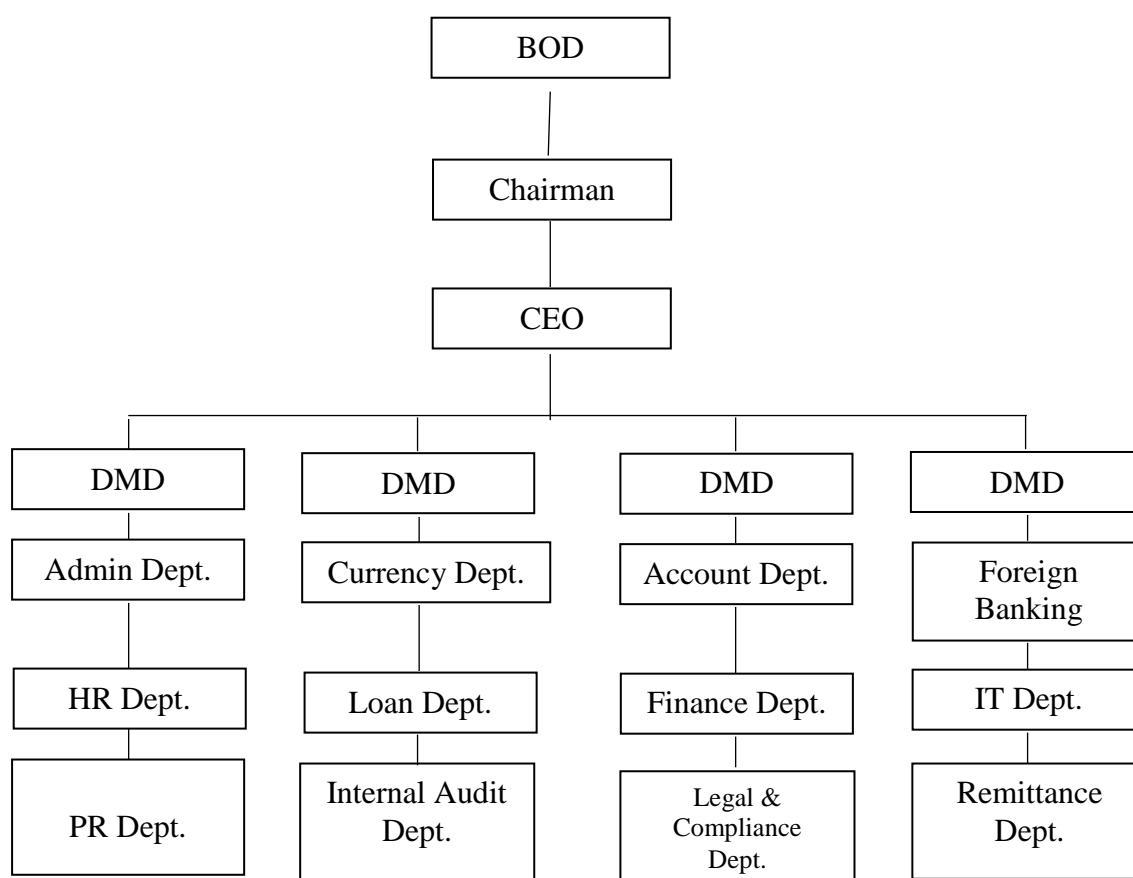 BOD
Chairman
CEO
DMD
DMD
DMD
DMD
Admin Dept.
Currency Dept.
Account Dept.
Foreign
Banking
HR Dept.
Loan Dept.
Finance Dept.
IT Dept.
PR Dept.
Internal Audit
Dept.
Legal &
Compliance
Dept.
Remittance
Dept.